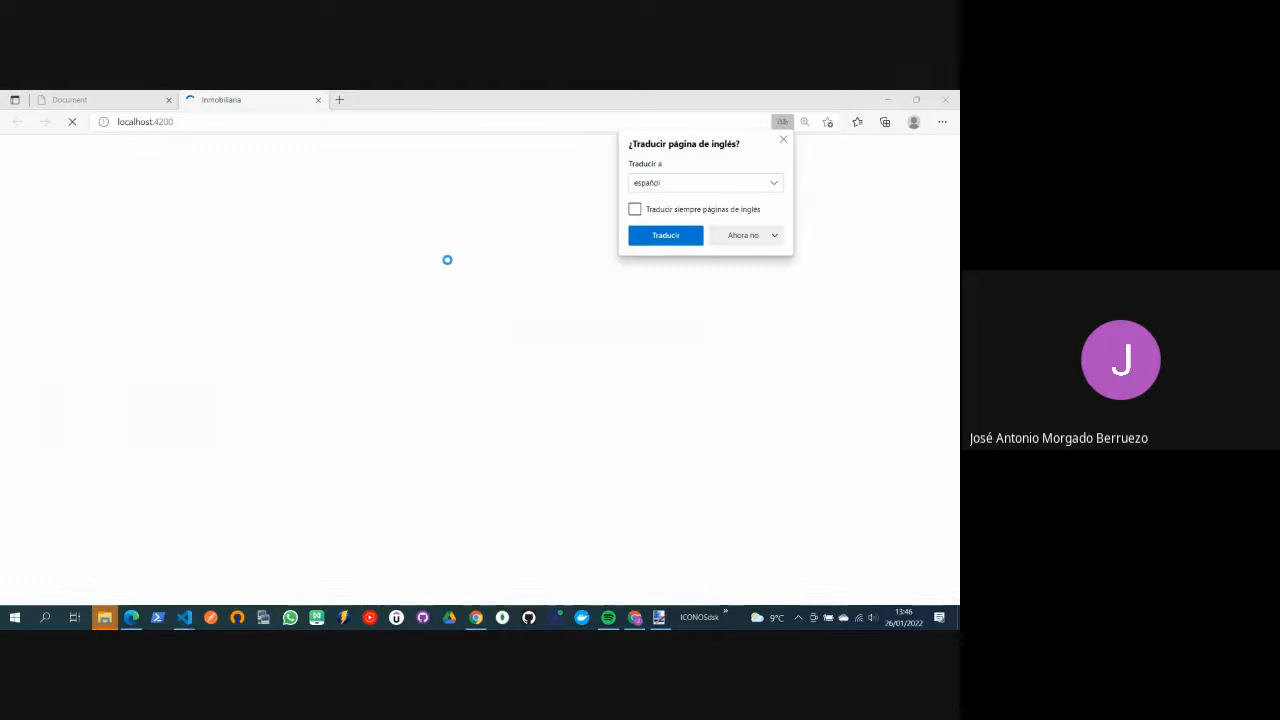 Document
Inmobiliaria
localhost:4200
¿Traducir página de inglés?
Traducir a
español
Traducir siempre páginas de inglés
Traducir
Ahora no
J
José Antonio Morgado Berruezo
ICONOSdsk
»
9°C
13:46
26/01/2022